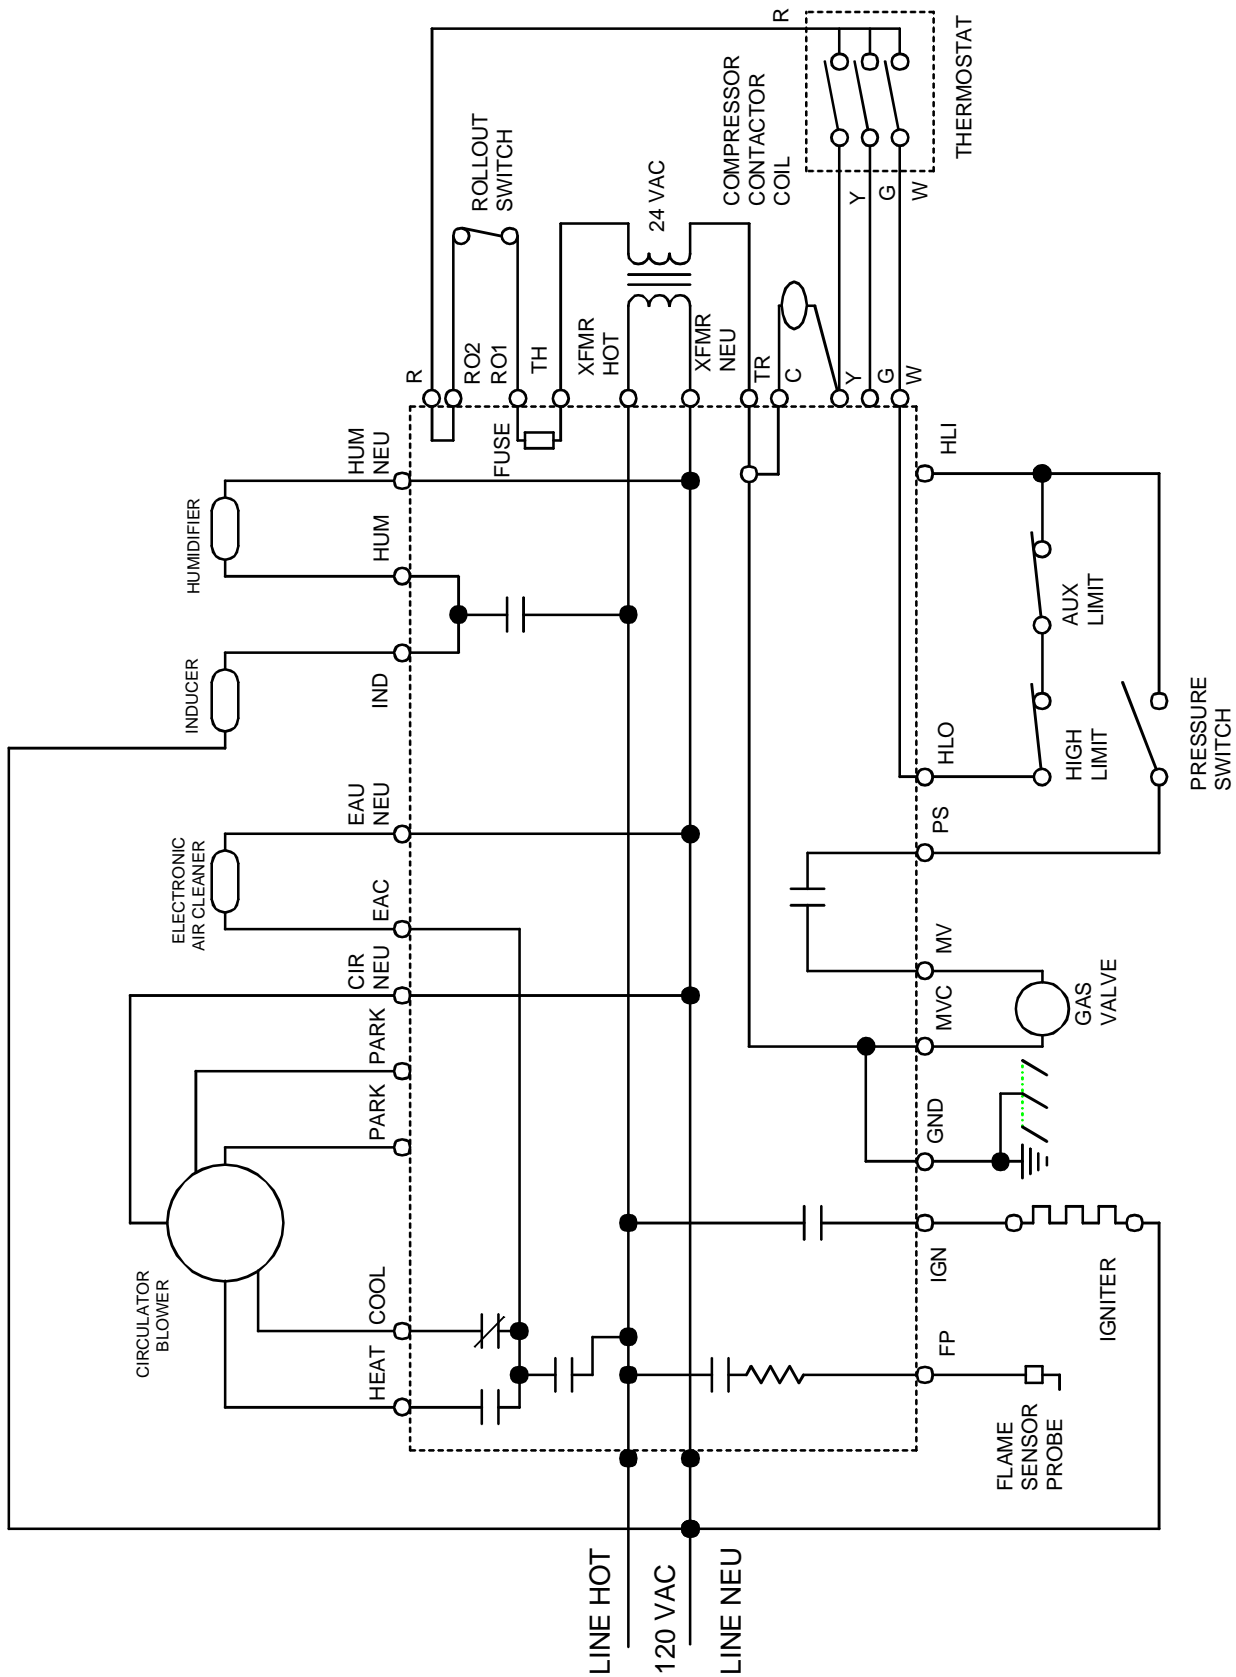 CIRCULATOR
BLOWER
ELECTRONIC
AIR CLEANER
INDUCER
HUMIDIFIER
HEAT
COOL
PARK
PARK
CIR
NEU
EAC
EAU
NEU
IND
HUM
HUM
NEU
R
ROLLOUT
SWITCH
RO2
RO1
FUSE
TH
XFMR
HOT
24 VAC
XFMR
NEU
TR
C
COMPRESSOR
CONTACTOR
COIL
R
Y
G
W
Y
G
W
THERMOSTAT
LINE HOT
120 VAC
LINE NEU
FP
IGN
GND
MVC
MV
PS
HLO
HLI
FLAME
SENSOR
PROBE
IGNITER
GAS
VALVE
HIGH
LIMIT
AUX
LIMIT
PRESSURE
SWITCH